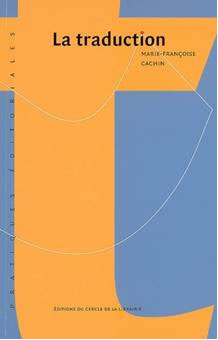 La traduction
MARIE-FRANÇOISE
CACHIN
PRATIQUES ÉDITORIALES
ÉDITIONS DU CERCLE DE LA LIBRAIRIE